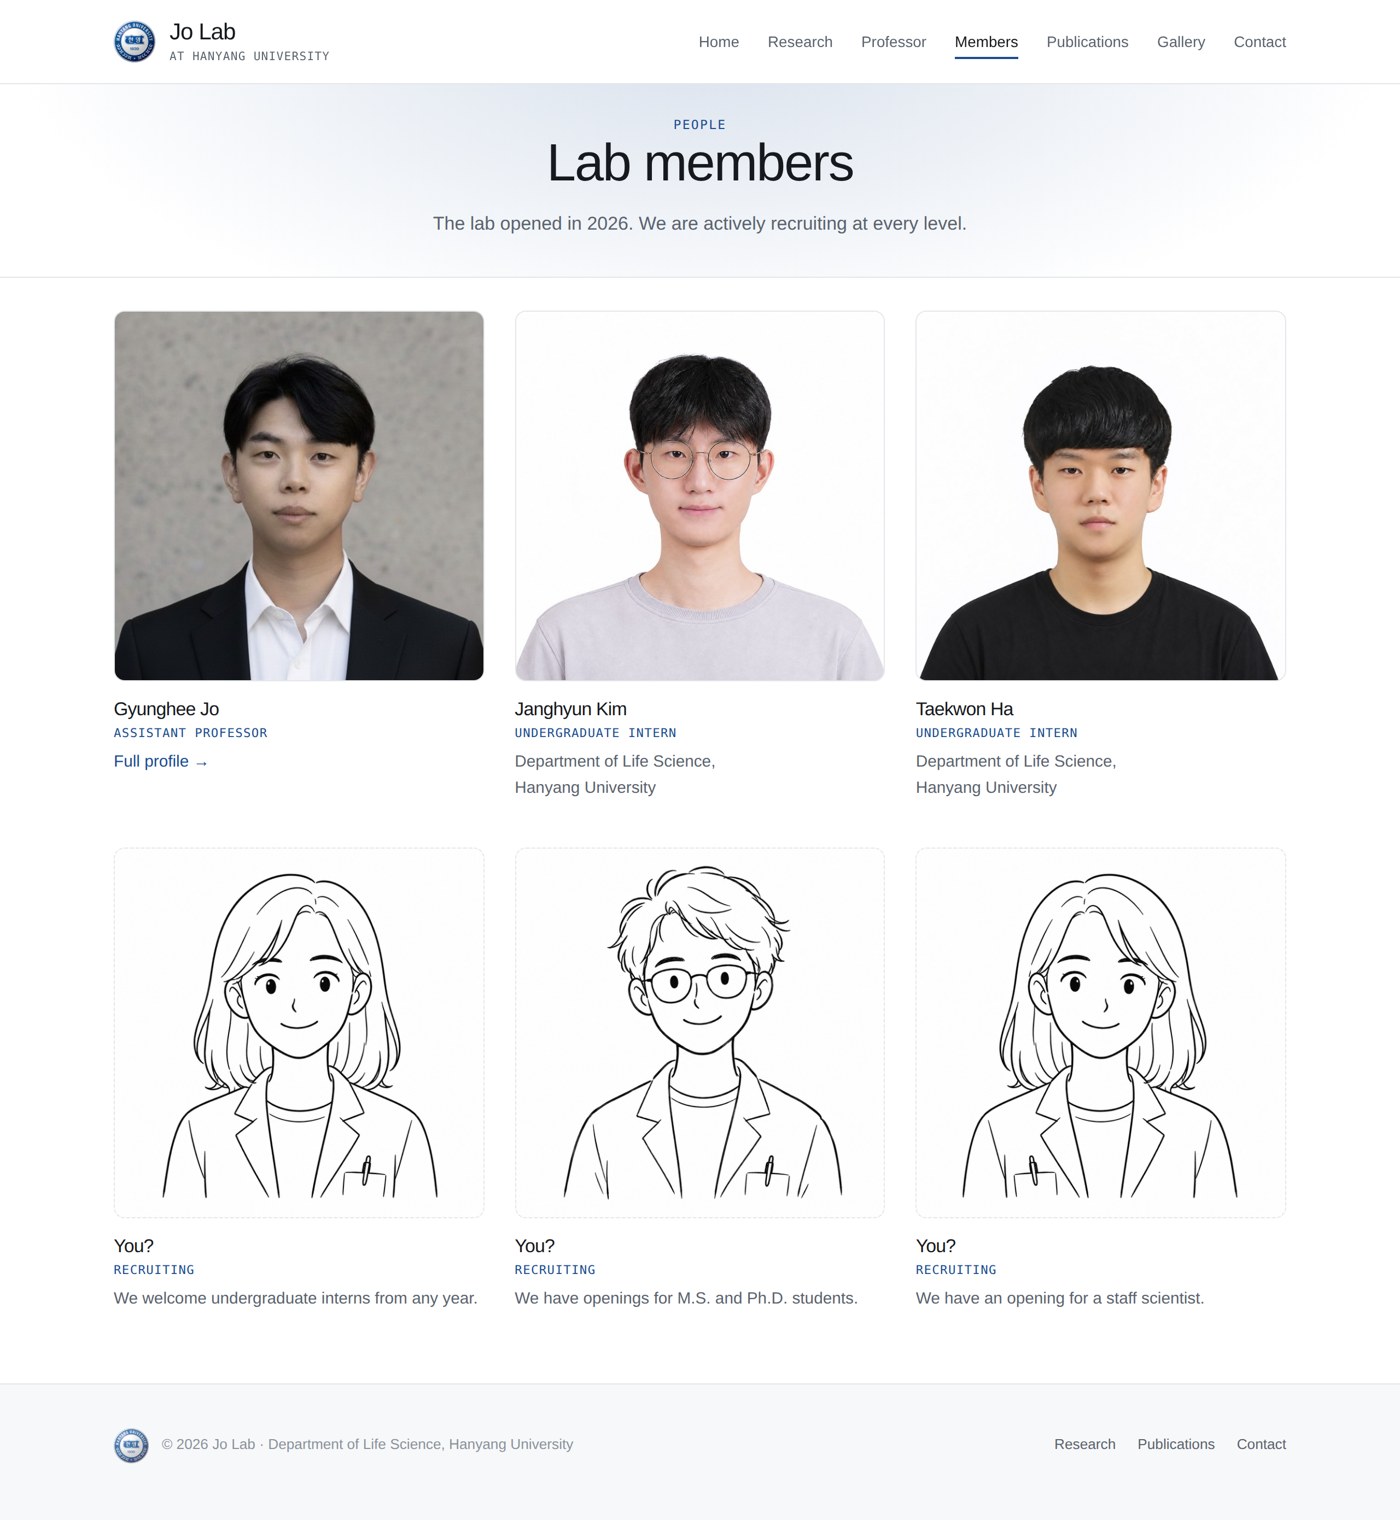 Jo Lab
AT HANYANG UNIVERSITY
Home Research Professor Members Publications Gallery Contact
PEOPLE
Lab members
The lab opened in 2026. We are actively recruiting at every level.
Gyunghee Jo
ASSISTANT PROFESSOR
Full profile →
Janghyun Kim
UNDERGRADUATE INTERN
Department of Life Science,
Hanyang University
Taekwon Ha
UNDERGRADUATE INTERN
Department of Life Science,
Hanyang University
You?
RECRUITING
We welcome undergraduate interns from any year.
You?
RECRUITING
We have openings for M.S. and Ph.D. students.
You?
RECRUITING
We have an opening for a staff scientist.
© 2026 Jo Lab · Department of Life Science, Hanyang University
Research Publications Contact